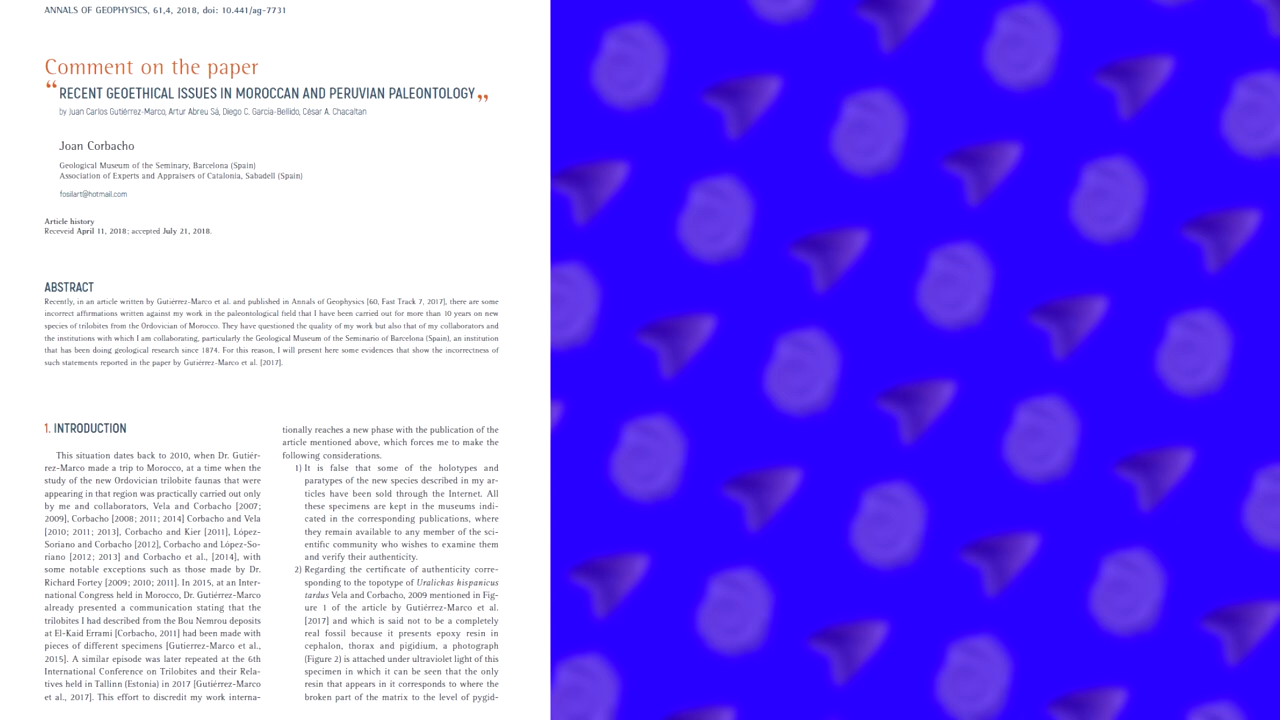 ANNALS OF GEOPHYSICS, 61,4, 2018, doi: 10.441/ag-7731
Comment on the paper
“RECENT GEOETHICAL ISSUES IN MOROCCAN AND PERUVIAN PALEONTOLOGY”
by Juan Carlos Gutiérrez-Marco, Artur Abreu Sá, Diego C. García-Bellido, César A. Chacaltan
Joan Corbacho
Geological Museum of the Seminary, Barcelona (Spain)
Association of Experts and Appraisers of Catalonia, Sabadell (Spain)
fosilart@hotmail.com
Article history
Receveid April 11, 2018; accepted July 21, 2018.
ABSTRACT
Recently, in an article written by Gutiérrez-Marco et al. and published in Annals of Geophysics [60, Fast Track 7, 2017], there are some
incorrect affirmations written against my work in the paleontological field that I have been carried out for more than 10 years on new
species of trilobites from the Ordovician of Morocco. They have questioned the quality of my work but also that of my collaborators and
the institutions with which I am collaborating, particularly the Geological Museum of the Seminario of Barcelona (Spain), an institution
that has been doing geological research since 1874. For this reason, I will present here some evidences that show the incorrectness of
such statements reported in the paper by Gutiérrez-Marco et al. [2017].
1. INTRODUCTION
This situation dates back to 2010, when Dr. Gutiér-
rez-Marco made a trip to Morocco, at a time when the
study of the new Ordovician trilobite faunas that were
appearing in that region was practically carried out only
by me and collaborators, Vela and Corbacho [2007;
2009], Corbacho [2008; 2011; 2014] Corbacho and Vela
[2010; 2011; 2013], Corbacho and Kier [2011], López-
Soriano and Corbacho [2012], Corbacho and López-So-
riano [2012; 2013] and Corbacho et al., [2014], with
some notable exceptions such as those made by Dr.
Richard Fortey [2009; 2010; 2011]. In 2015, at an Inter-
national Congress held in Morocco, Dr. Gutiérrez-Marco
already presented a communication stating that the
trilobites I had described from the Bou Nemrou deposits
at El-Kaid Errami [Corbacho, 2011] had been made with
pieces of different specimens [Gutierrez-Marco et al.,
2015]. A similar episode was later repeated at the 6th
International Conference on Trilobites and their Rela-
tives held in Tallinn (Estonia) in 2017 [Gutiérrez-Marco
et al., 2017]. This effort to discredit my work interna-
tionally reaches a new phase with the publication of the
article mentioned above, which forces me to make the
following considerations.
1) It is false that some of the holotypes and
paratypes of the new species described in my ar-
ticles have been sold through the Internet. All
these specimens are kept in the museums indi-
cated in the corresponding publications, where
they remain available to any member of the sci-
entific community who wishes to examine them
and verify their authenticity.
2) Regarding the certificate of authenticity corre-
sponding to the topotype of Uralichas hispanicus
tardus Vela and Corbacho, 2009 mentioned in Fig-
ure 1 of the article by Gutiérrez-Marco et al.
[2017] and which is said not to be a completely
real fossil because it presents epoxy resin in
cephalon, thorax and pigidium, a photograph
(Figure 2) is attached under ultraviolet light of this
specimen in which it can be seen that the only
resin that appears in it corresponds to where the
broken part of the matrix to the level of pygid-